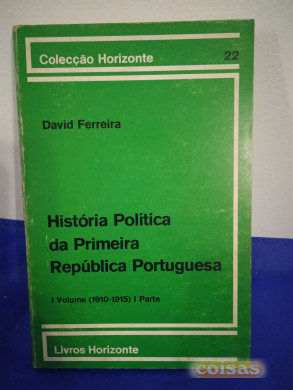 Colecção Horizonte 22
David Ferreira
História Política
da Primeira
República Portuguesa
I Volume (1910-1915) I Parte
Livros Horizonte
coisas